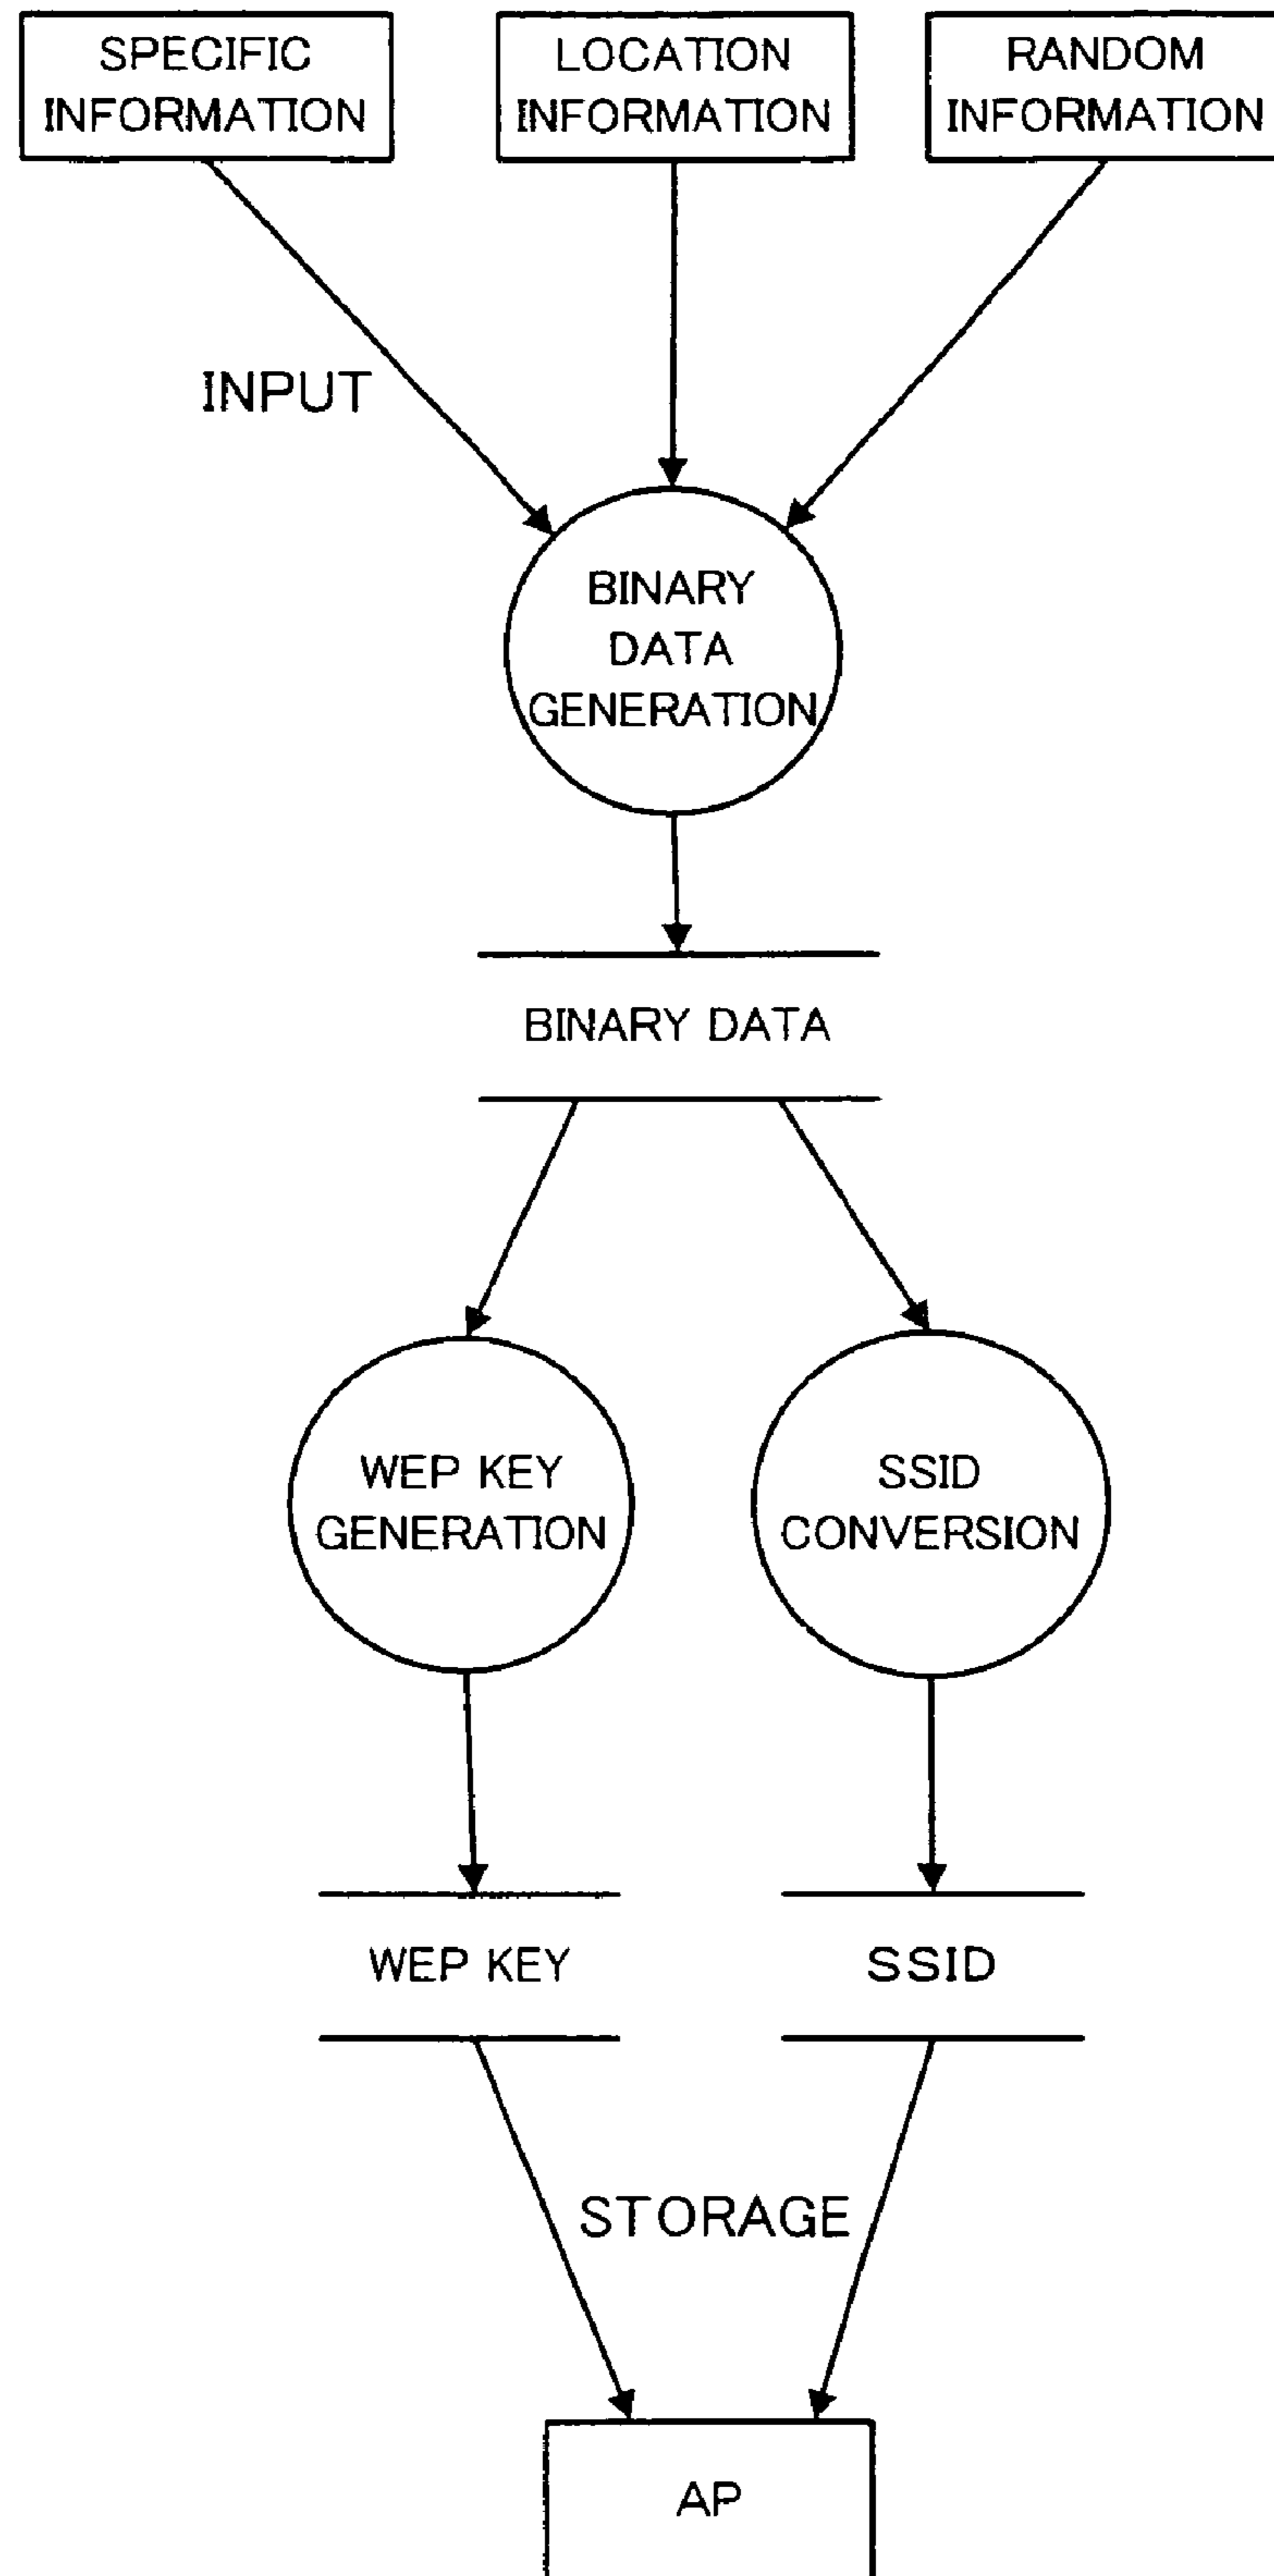 SPECIFIC
INFORMATION
LOCATION
INFORMATION
RANDOM
INFORMATION
INPUT
BINARY
DATA
GENERATION
BINARY DATA
WEP KEY
GENERATION
SSID
CONVERSION
WEP KEY
SSID
STORAGE
AP